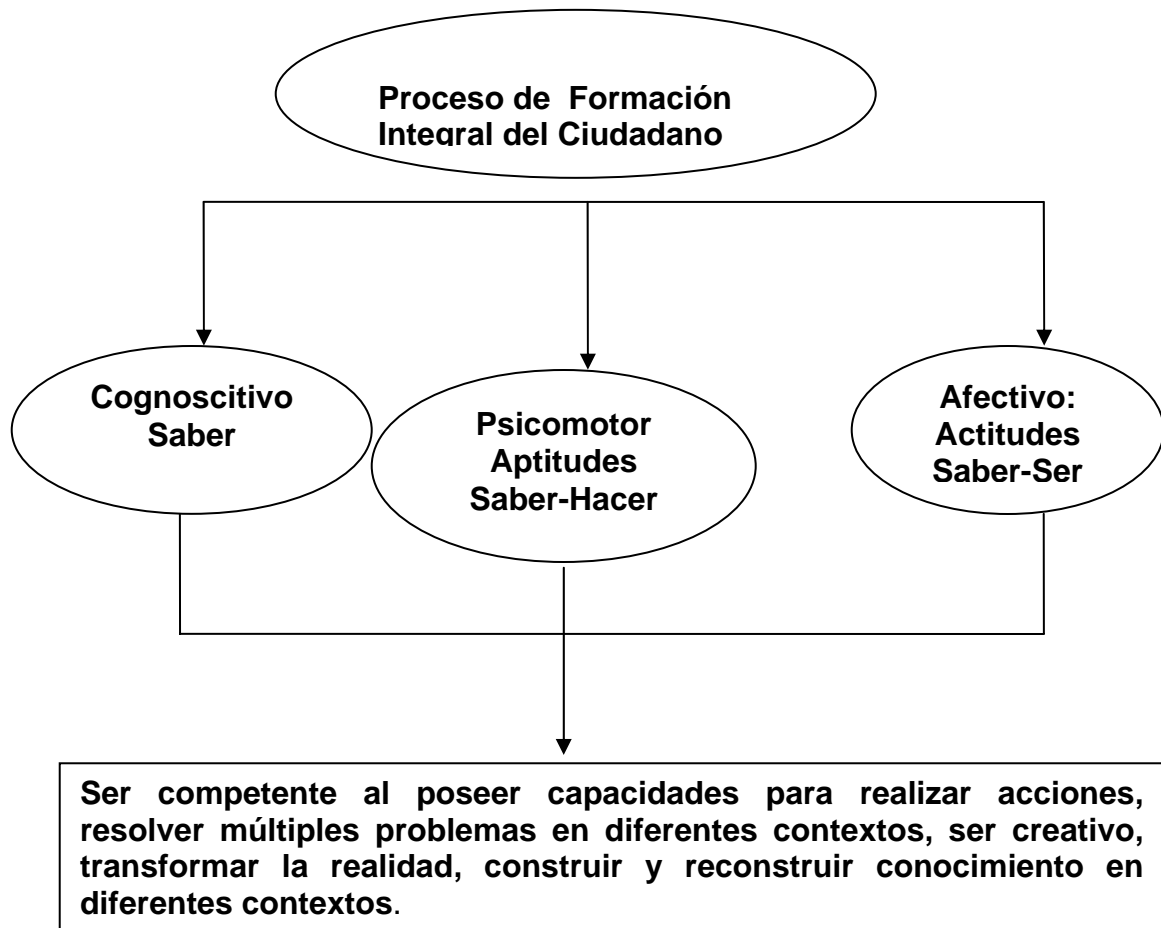 Proceso de Formación
Integral del Ciudadano
Cognoscitivo
Saber
Psicomotor
Aptitudes
Saber-Hacer
Afectivo:
Actitudes
Saber-Ser
Ser competente al poseer capacidades para realizar acciones,
resolver múltiples problemas en diferentes contextos, ser creativo,
transformar la realidad, construir y reconstruir conocimiento en
diferentes contextos.